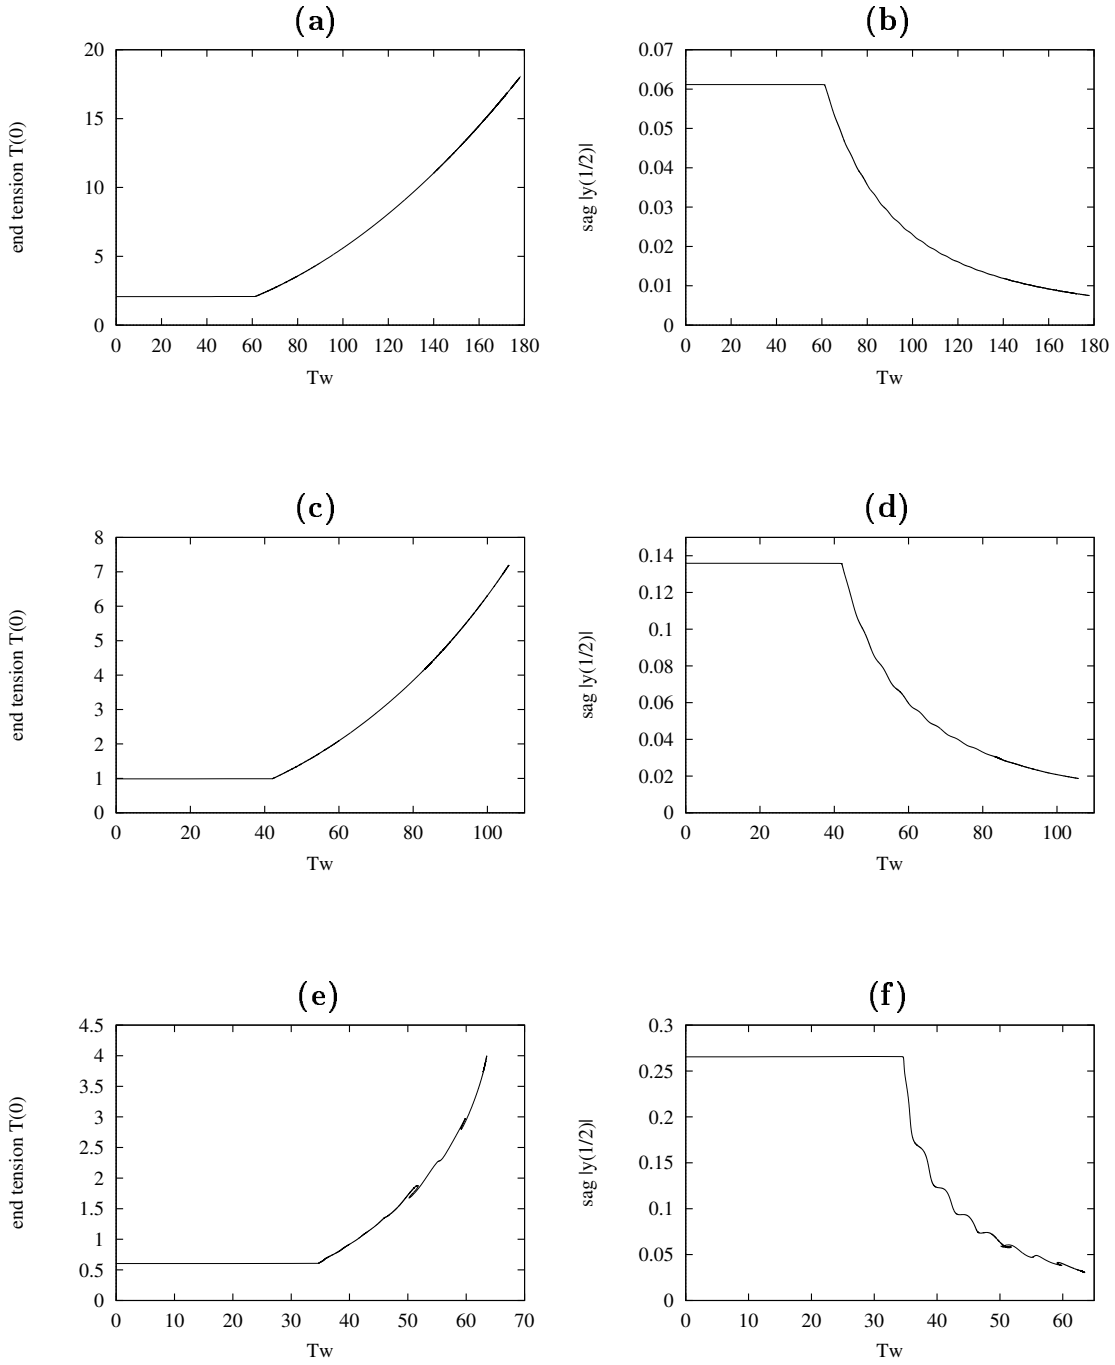 (a)
20
15
10
5
0
end tension T(0)
0 20 40 60 80 100 120 140 160 180
Tw
(b)
0.07
0.06
0.05
0.04
0.03
0.02
0.01
0
sag |y(1/2)|
0 20 40 60 80 100 120 140 160 180
Tw
(c)
8
7
6
5
4
3
2
1
0
end tension T(0)
0 20 40 60 80 100
Tw
(d)
0.14
0.12
0.1
0.08
0.06
0.04
0.02
0
sag |y(1/2)|
0 20 40 60 80 100
Tw
(e)
4.5
4
3.5
3
2.5
2
1.5
1
0.5
0
end tension T(0)
0 10 20 30 40 50 60 70
Tw
(f)
0.3
0.25
0.2
0.15
0.1
0.05
0
sag |y(1/2)|
0 10 20 30 40 50 60
Tw